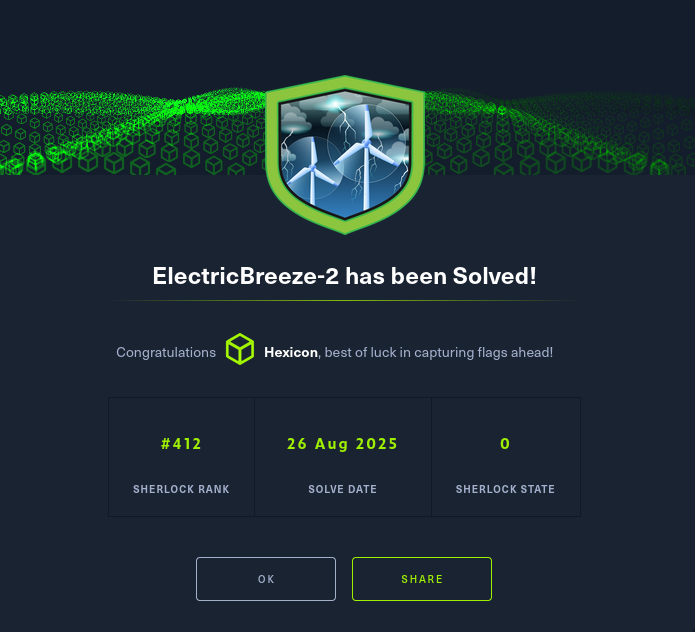 ElectricBreeze-2 has been Solved!
Congratulations Hexicon, best of luck in capturing flags ahead!
#412 26 Aug 2025 0
SHERLOCK RANK SOLVE DATE SHERLOCK STATE
OK SHARE